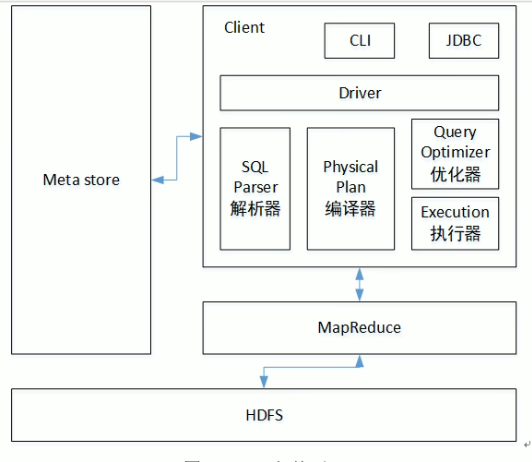 Client
CLI
JDBC
Driver
Meta store
SQL
Parser
解析器
Physical
Plan
编译器
Query
Optimizer
优化器
Execution
执行器
MapReduce
HDFS